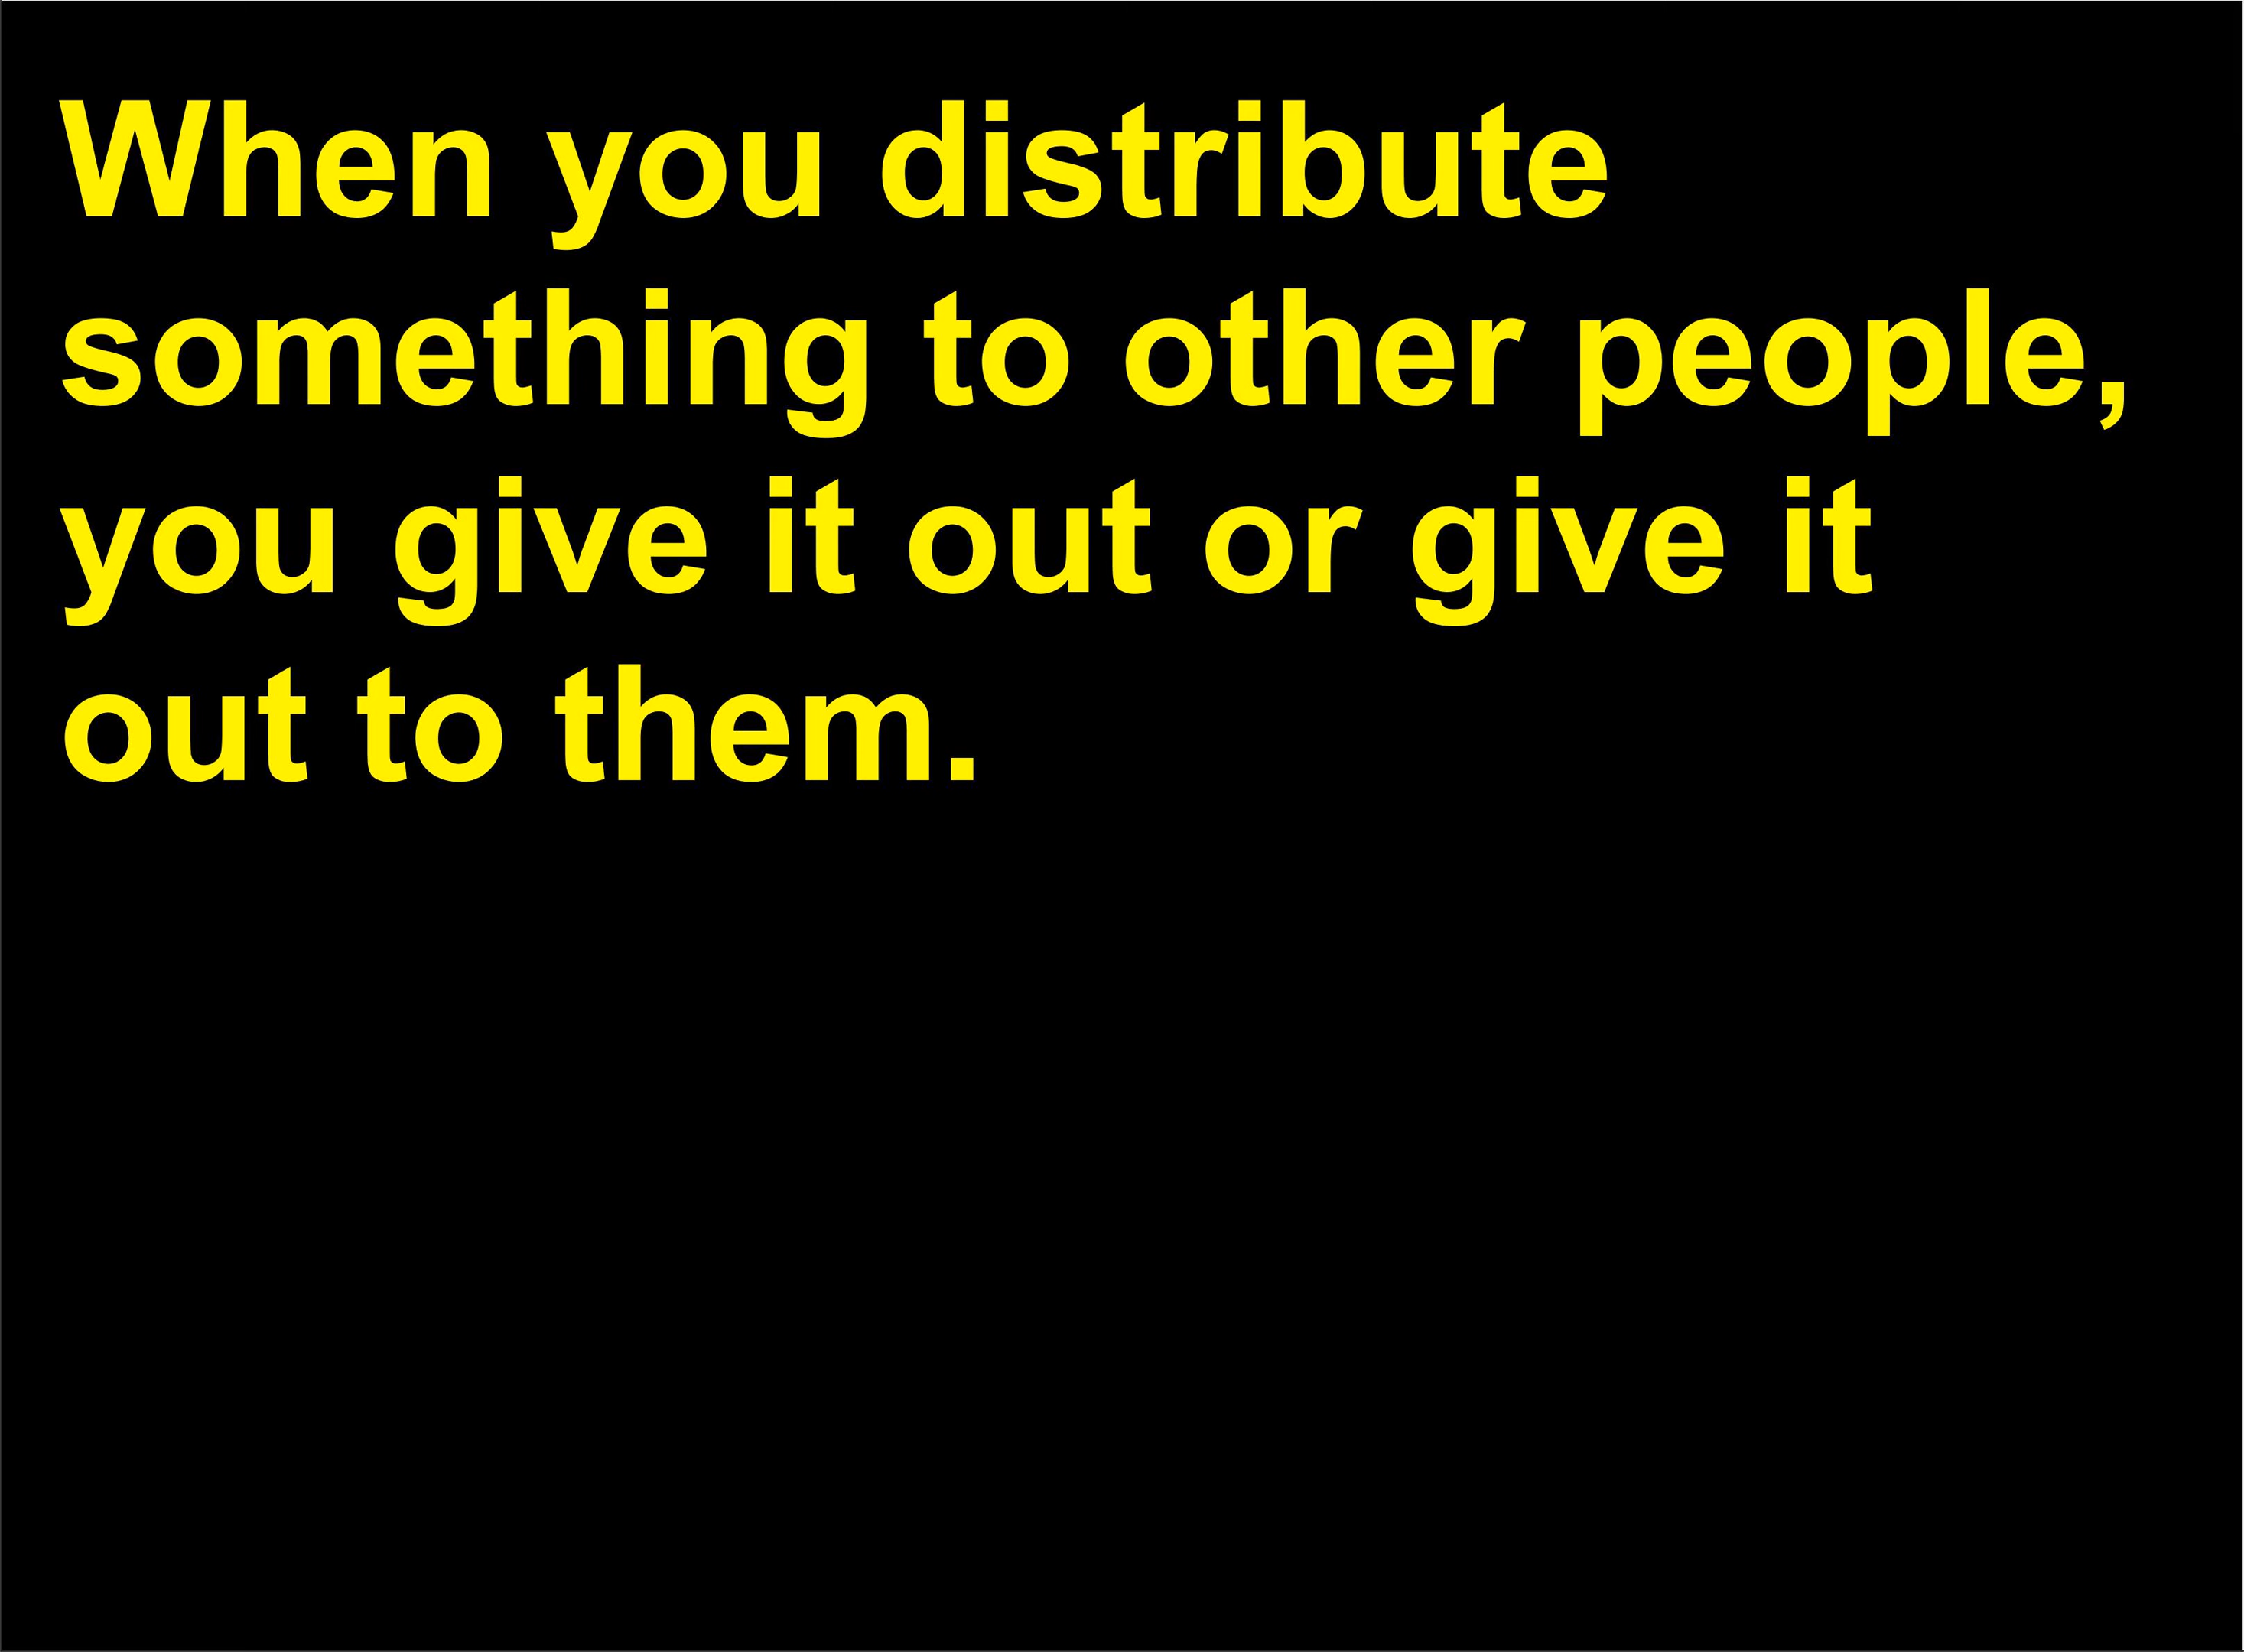 When you distribute
something to other people,
you give it out or give it
out to them.